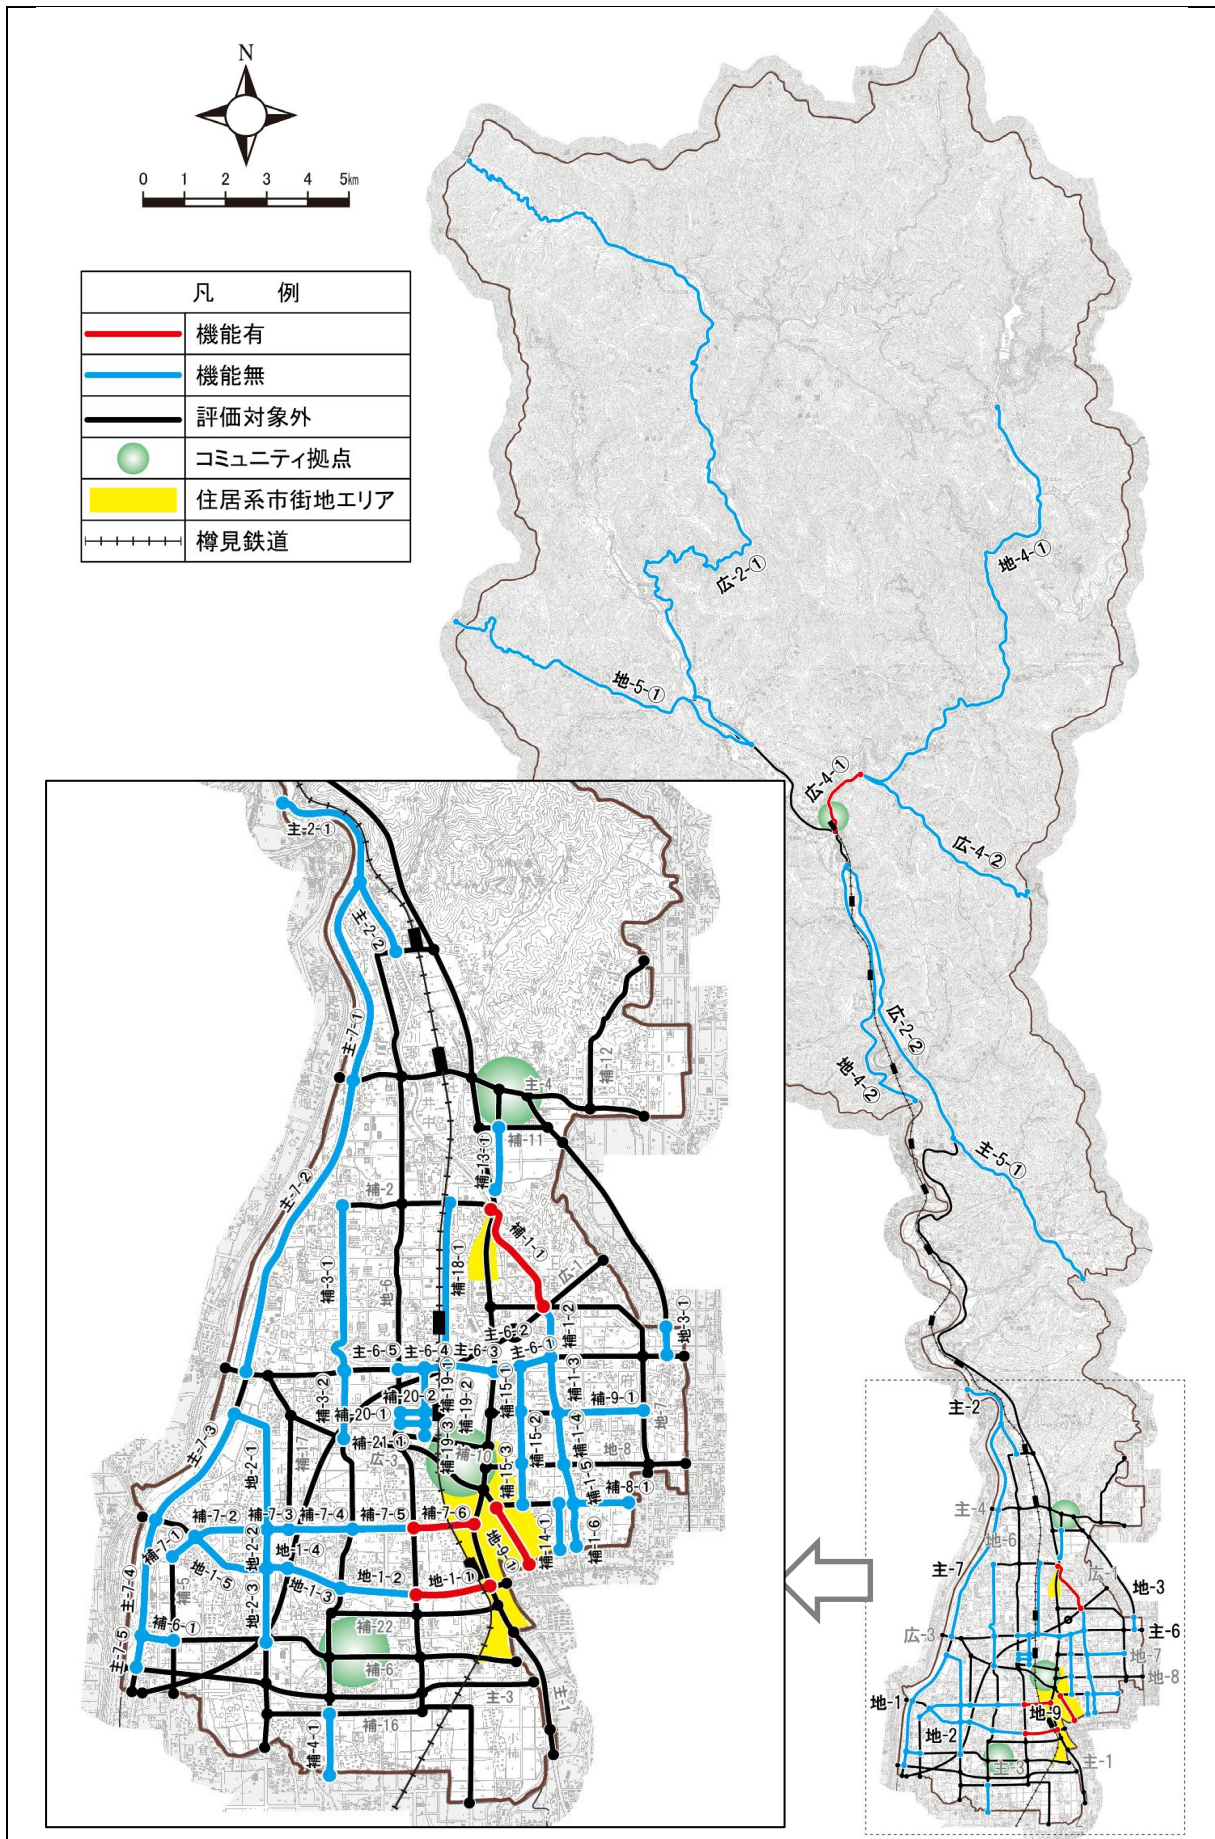 N
0 1 2 3 4 5km
凡 例
機能有
機能無
評価対象外
コミュニティ拠点
住居系市街地エリア
樽見鉄道
広-2-①
地-4-①
地-5-①
広-4-①
広-4-②
広-2-②
地-4-②
主-5-①
主-2-①
主-2-②
主-7-①
主-4
補-12
補-11
補-13-①
主-7-②
補-2
補-1-①
補-18-①
補-3-①
地-6
広-1
補-1-②
主-6-②
地-3-①
主-6-⑤
主-6-④
主-6-③
主-6-①
補-3-②
補-20-②
補-19-①
補-19-②
補-15-①
補-1-③
補-9-①
補-20-①
補-21-①
補-19-③
補-15-②
補-1-④
地-7
主-7-③
地-2-①
補-17
広-3
補-10
補-15-③
補-1-⑤
地-8
補-8-①
補-7-②
補-7-③
補-7-④
補-7-⑤
補-7-⑥
地-9-①
補-14-①
補-1-⑥
補-7-①
地-2-②
地-1-④
地-1-⑤
地-1-③
地-1-②
地-1-①
主-7-④
補-5
地-2-③
補-6-①
補-22
補-6
主-7-⑤
主-3
主-1
補-16
補-4-①
主-2
主-4
地-6
主-7
広-1
地-3
広-3
主-6
地-7
地-8
地-1
地-9
地-2
主-3
主-1